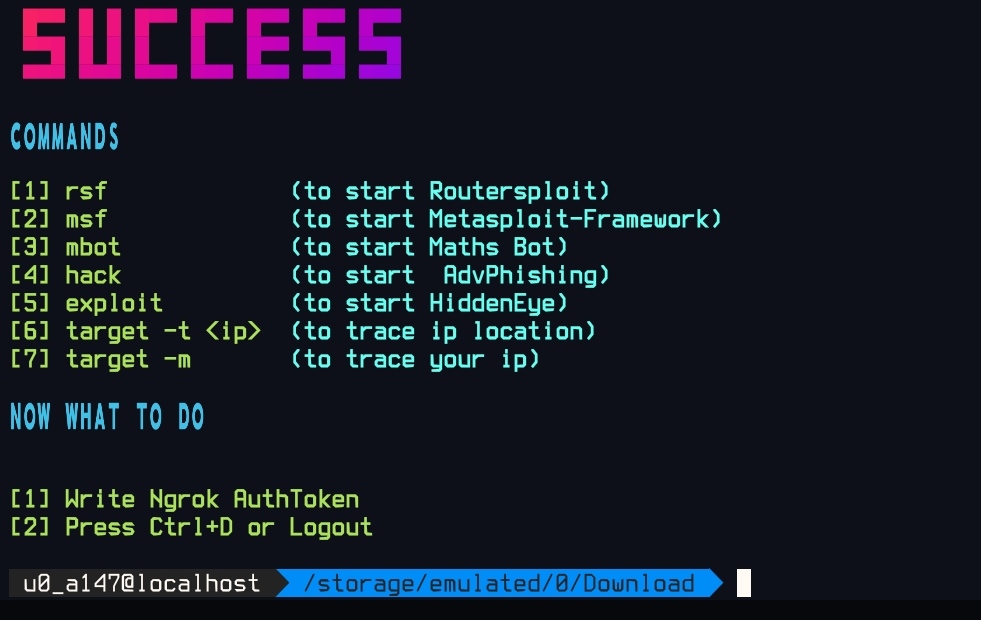 SUCCESS
COMMANDS
[1] rsf (to start Routersploit)
[2] msf (to start Metasploit-Framework)
[3] mbot (to start Maths Bot)
[4] hack (to start AdvPhishing)
[5] exploit (to start HiddenEye)
[6] target -t <ip> (to trace ip location)
[7] target -m (to trace your ip)
NOW WHAT TO DO
[1] Write Ngrok AuthToken
[2] Press Ctrl+D or Logout
u0_a147@localhost /storage/emulated/0/Download